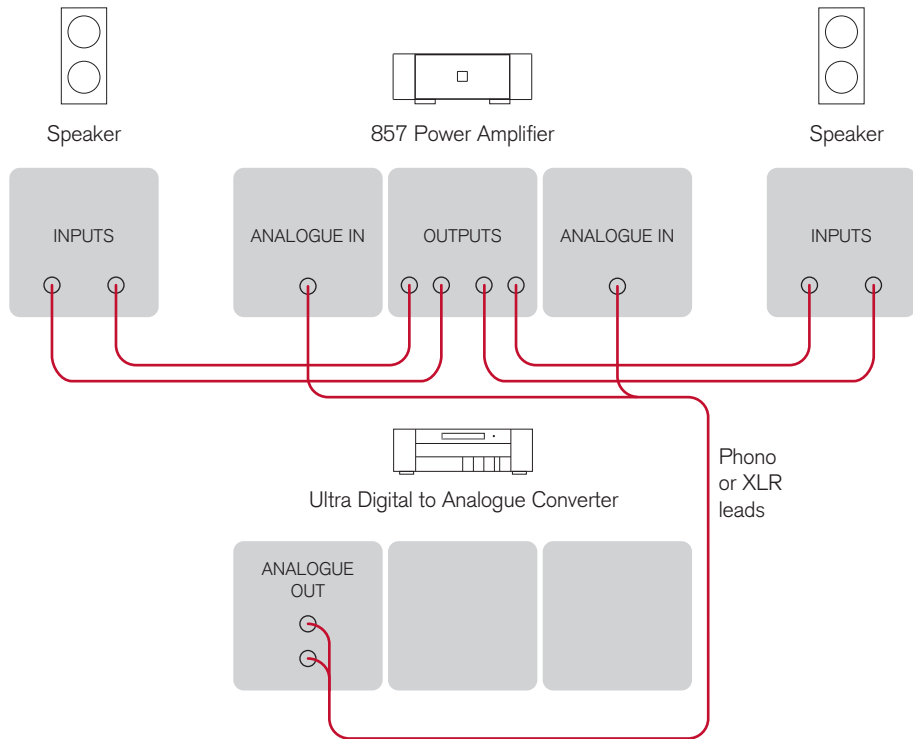 Speaker
857 Power Amplifier
Speaker
INPUTS
ANALOGUE IN
OUTPUTS
ANALOGUE IN
INPUTS
Ultra Digital to Analogue Converter
Phono
or XLR
leads
ANALOGUE
OUT